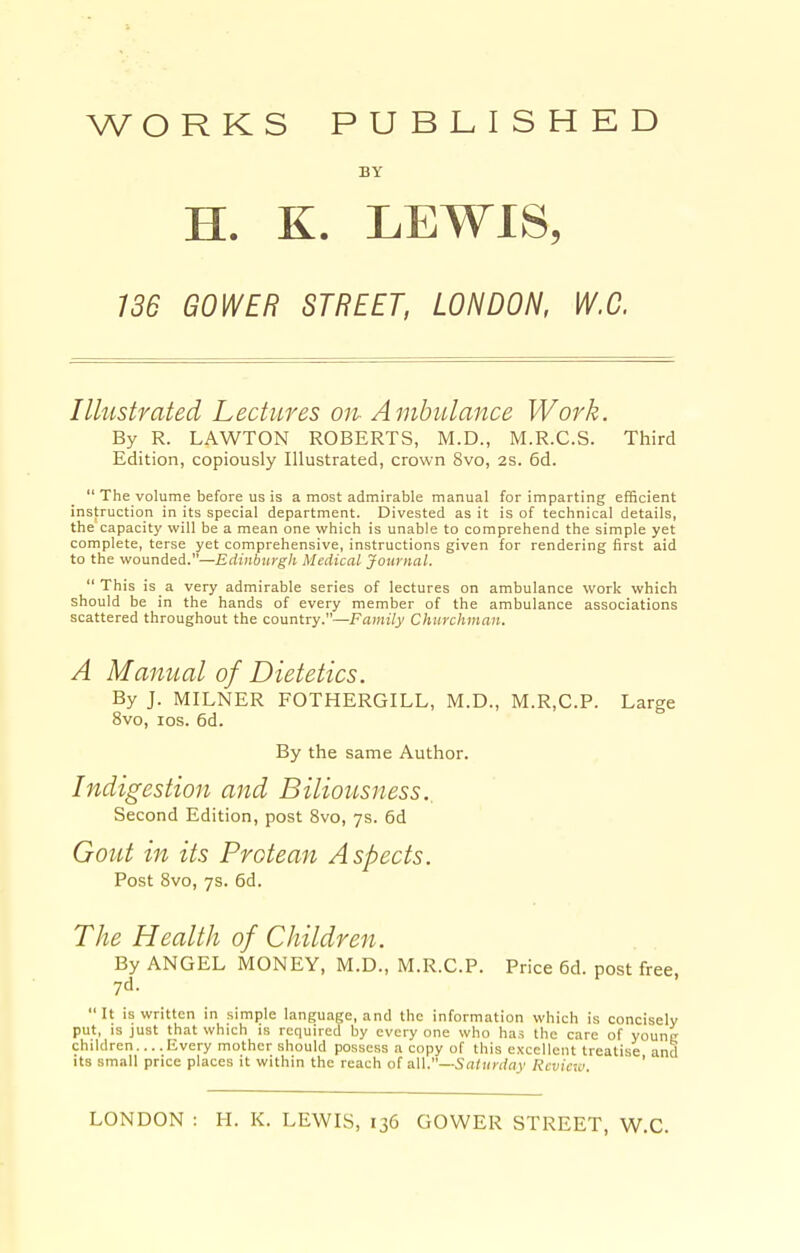 WORKS PUBLISHED
BY
H. K. LEWIS,
136 GOWER STREET, LONDON, W.C.
Illustrated Lectures on Ambulance Work.
By R. LAWTON ROBERTS, M.D., M.R.C.S. Third
Edition, copiously Illustrated, crown 8vo, 2s. 6d.
" The volume before us is a most admirable manual for imparting efficient
instruction in its special department. Divested as it is of technical details,
the capacity will be a mean one which is unable to comprehend the simple yet
complete, terse yet comprehensive, instructions given for rendering first aid
to the wounded."—Edinburgh Medical Journal.
" This is a very admirable series of lectures on ambulance work which
should be in the hands of every member of the ambulance associations
scattered throughout the country."—Family Churchman.
A Manual of Dietetics.
By J. MILNER FOTHERGILL, M.D., M.R,C.P. Large
8vo, 10s. 6d.
By the same Author.
Indigestion and Biliousness.
Second Edition, post 8vo, 7s. 6d
Gout in its Protean Aspects.
Post 8vo, 7s. 6d.
The Health of Children.
By ANGEL MONEY, M.D., M.R.C.P. Price 6d. post free,
7d.
" It is written in simple language, and the information which is concisely
put, is just that which is required by every one who has the care of young
children....Every mother should possess a copy of this excellent treatise, and
its small price places it within the reach of all."—Saturday Review.
LONDON : H. K. LEWIS, 136 GOWER STREET, W.C.